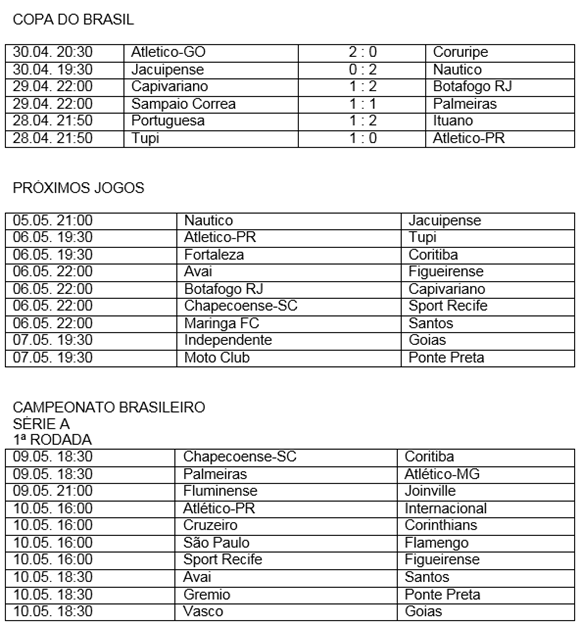 COPA DO BRASIL
30.04. 20:30 Atletico-GO 2 : 0 Coruripe
30.04. 19:30 Jacuipense 0 : 2 Nautico
29.04. 22:00 Capivariano 1 : 2 Botafogo RJ
29.04. 22:00 Sampaio Correa 1 : 1 Palmeiras
28.04. 21:50 Portuguesa 1 : 2 Ituano
28.04. 21:50 Tupi 1 : 0 Atletico-PR
PRÓXIMOS JOGOS
05.05. 21:00 Nautico Jacuipense
06.05. 19:30 Atletico-PR Tupi
06.05. 19:30 Fortaleza Coritiba
06.05. 22:00 Avai Figueirense
06.05. 22:00 Botafogo RJ Capivariano
06.05. 22:00 Chapecoense-SC Sport Recife
06.05. 22:00 Maringa FC Santos
07.05. 19:30 Independente Goias
07.05. 19:30 Moto Club Ponte Preta
CAMPEONATO BRASILEIRO
SÉRIE A
1ª RODADA
09.05. 18:30 Chapecoense-SC Coritiba
09.05. 18:30 Palmeiras Atlético-MG
09.05. 21:00 Fluminense Joinville
10.05. 16:00 Atlético-PR Internacional
10.05. 16:00 Cruzeiro Corinthians
10.05. 16:00 São Paulo Flamengo
10.05. 16:00 Sport Recife Figueirense
10.05. 18:30 Avai Santos
10.05. 18:30 Gremio Ponte Preta
10.05. 18:30 Vasco Goias